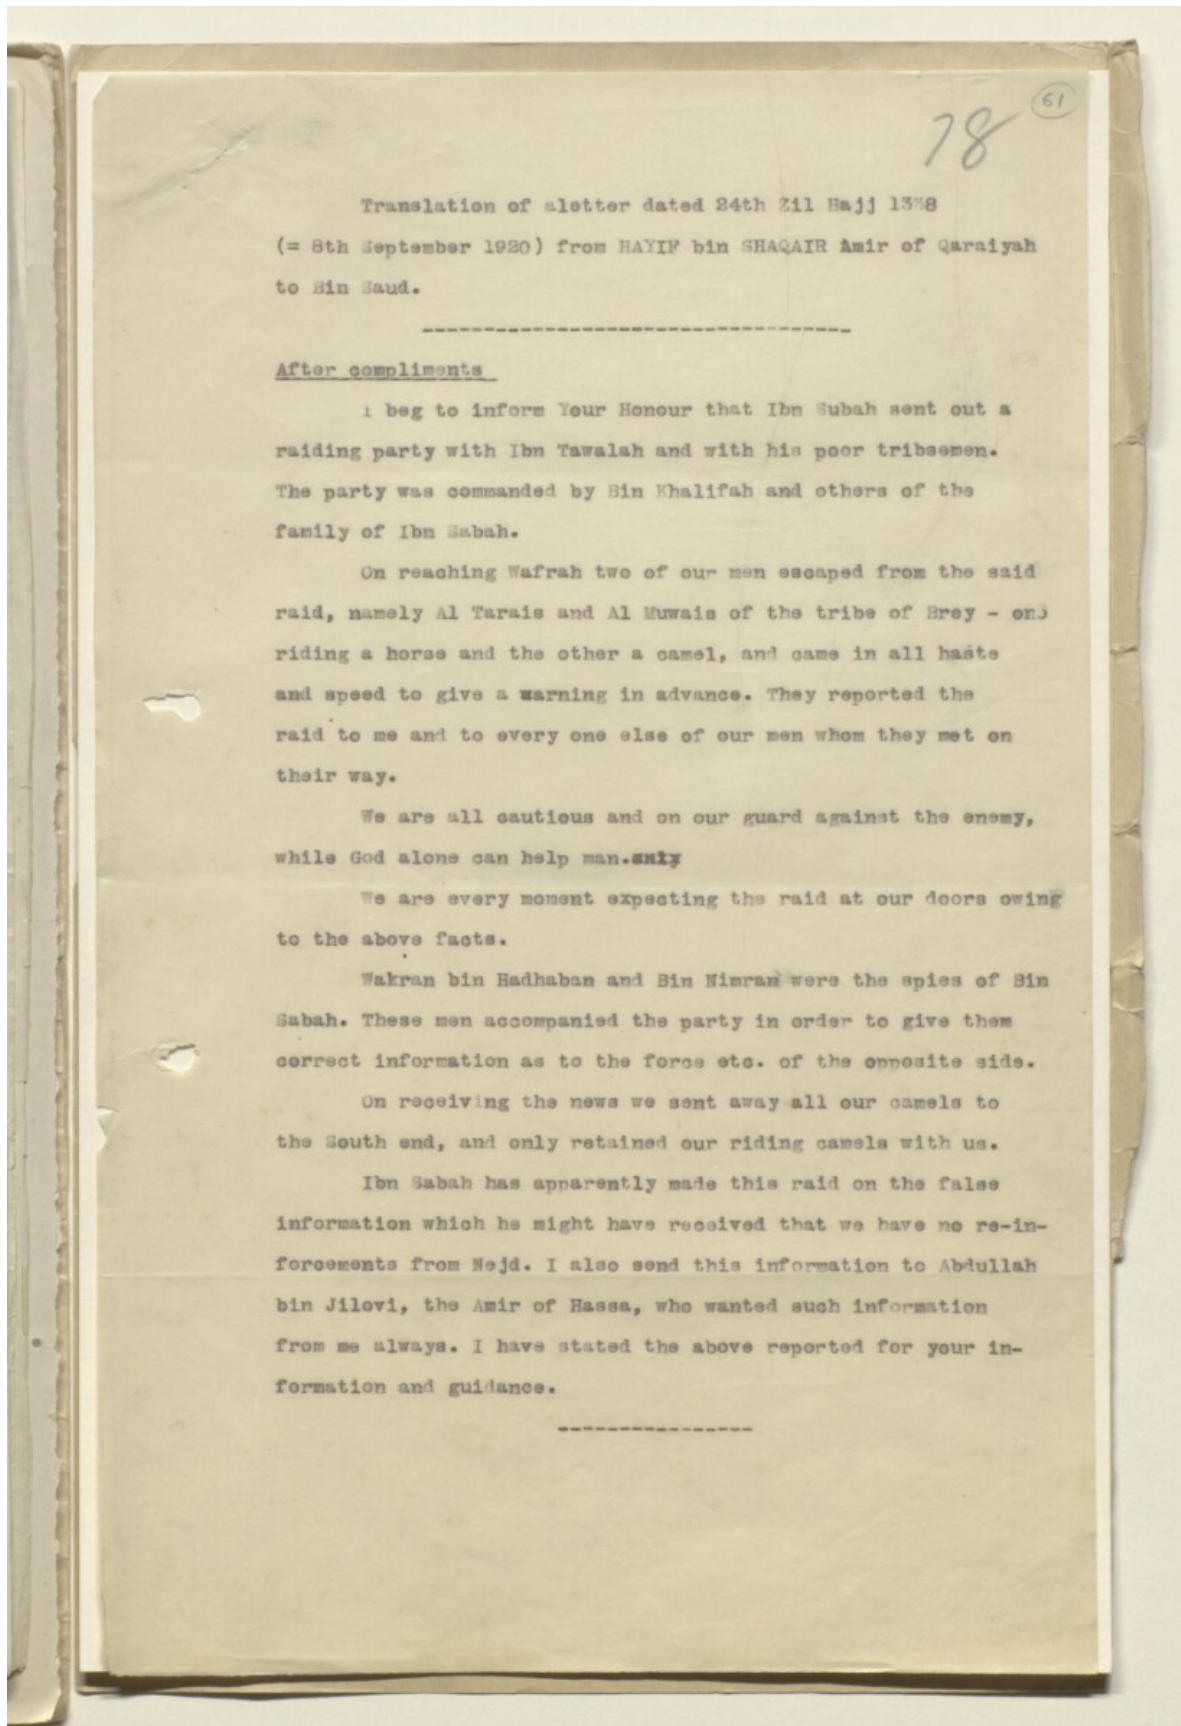 61
78
Translation of aletter dated 24th Zil Hajj 1338
(= 8th September 1920) from HAYIF bin SHAQAIR Amir of Qaraiyah
to Bin Saud.
-----------------------------------
After compliments
I beg to inform Your Honour that Ibn Subah sent out a
raiding party with Ibn Tawalah and with his poor tribsemen.
The party was commanded by Bin Khalifah and others of the
family of Ibn Sabah.
On reaching Wafrah two of our men escaped from the said
raid, namely Al Tarais and Al Muwais of the tribe of Brey - one
riding a horse and the other a camel, and came in all haste
and speed to give a warning in advance. They reported the
raid to me and to every one else of our men whom they met on
their way.
We are all cautious and on our guard against the enemy,
while God alone can help man.only
We are every moment expecting the raid at our doors owing
to the above facts.
Wakran bin Hadhaban and Bin Nimran were the spies of Bin
Sabah. These men accompanied the party in order to give them
correct information as to the force etc. of the opposite side.
On receiving the news we sent away all our camels to
the South end, and only retained our riding camels with us.
Ibn Sabah has apparently made this raid on the false
information which he might have received that we have no re-in-
forcements from Nejd. I also send this information to Abdullah
bin Jilovi, the Amir of Hassa, who wanted such information
from me always. I have stated the above reported for your in-
formation and guidance.
----------------